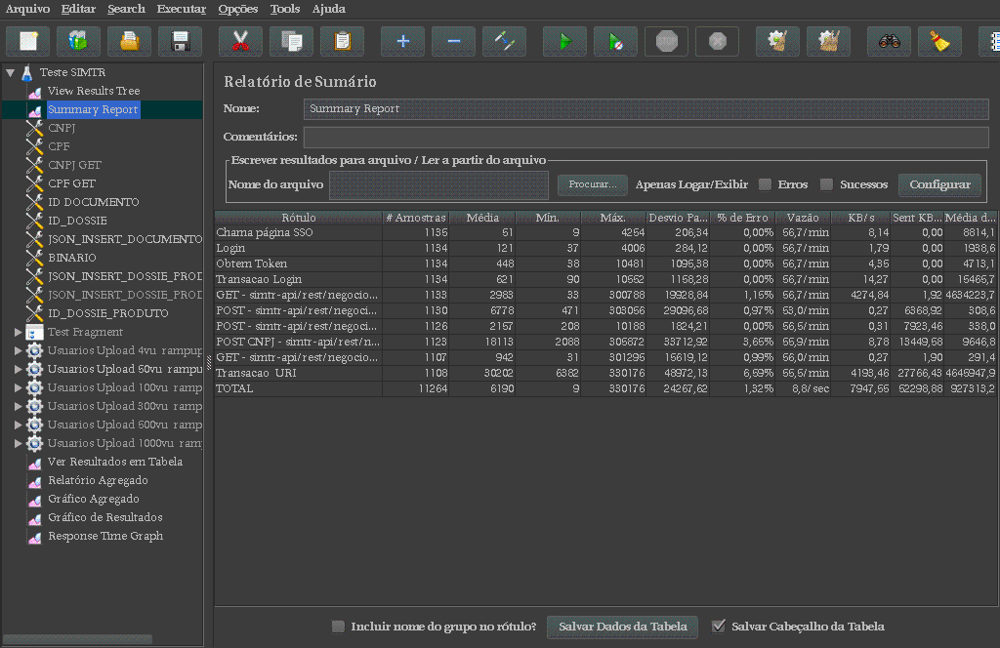 Arquivo Editar Search Executar Opções Tools Ajuda
Teste SIMTR
View Results Tree
Summary Report
CNPJ
CPF
CNPJ GET
CPF GET
ID DOCUMENTO
ID_DOSSIE
JSON_INSERT_DOCUMENTO
BINARIO
JSON_INSERT_DOSSIE_PROD
JSON_INSERT_DOSSIE_PROD
ID_DOSSIE_PRODUTO
Test Fragment
Usuarios Upload 4vu rampup
Usuarios Upload 50vu rampu
Usuarios Upload 100vu ramp
Usuarios Upload 300vu ramp
Usuarios Upload 500vu ramp
Usuarios Upload 1000vu ram
Ver Resultados em Tabela
Relatório Agregado
Gráfico Agregado
Gráfico de Resultados
Response Time Graph
Relatório de Sumário
Nome: Summary Report
Comentários:
Escrever resultados para arquivo / Ler a partir do arquivo
Nome do arquivo Procurar... Apenas Logar/Exibir Erros Sucessos Configurar
Rótulo # Amostras Média Mín. Máx. Desvio Pa... % de Erro Vazão KB/s Sent KB... Média d...
Chama página SSO 1135 51 9 4254 206,34 0,00% 56,7/min 8,14 0,00 8814,1
Login 1134 121 37 4006 284,12 0,00% 56,7/min 1,79 0,00 1938,6
Obtem Token 1134 448 38 10481 1095,38 0,00% 56,7/min 4,35 0,00 4713,1
Transacao Login 1134 621 90 10552 1158,28 0,00% 56,7/min 14,27 0,00 15465,7
GET - simtr-api/rest/negocio... 1133 2983 33 300788 19928,84 1,15% 56,7/min 4274,84 1,92 4634223,7
POST - simtr-api/rest/negoci... 1130 6778 471 303056 29096,68 0,97% 53,0/min 0,27 6368,92 308,6
POST - simtr-api/rest/negoci... 1126 2157 208 10188 1824,21 0,00% 56,5/min 0,31 7923,46 338,0
POST CNPJ - simtr-api/rest/n... 1123 18113 2088 305872 33712,92 3,65% 55,9/min 8,78 13449,58 9646,8
GET - simtr-api/rest/negocio... 1107 942 31 301295 15619,12 0,99% 56,0/min 0,27 1,90 291,4
Transacao URI 1108 30202 6382 330176 48972,13 6,59% 55,5/min 4193,46 27766,43 4645947,9
TOTAL 11264 6190 9 330176 24267,62 1,32% 8,8/sec 7947,55 52298,88 927313,2
Incluir nome do grupo no rótulo? Salvar Dados da Tabela Salvar Cabeçalho da Tabela